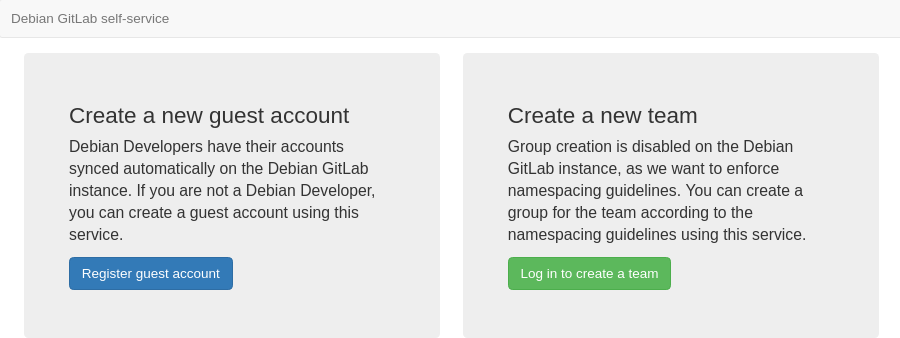 Debian GitLab self-service
Create a new guest account
Debian Developers have their accounts
synced automatically on the Debian GitLab
instance. If you are not a Debian Developer,
you can create a guest account using this
service.
Register guest account
Create a new team
Group creation is disabled on the Debian
GitLab instance, as we want to enforce
namespacing guidelines. You can create a
group for the team according to the
namespacing guidelines using this service.
Log in to create a team